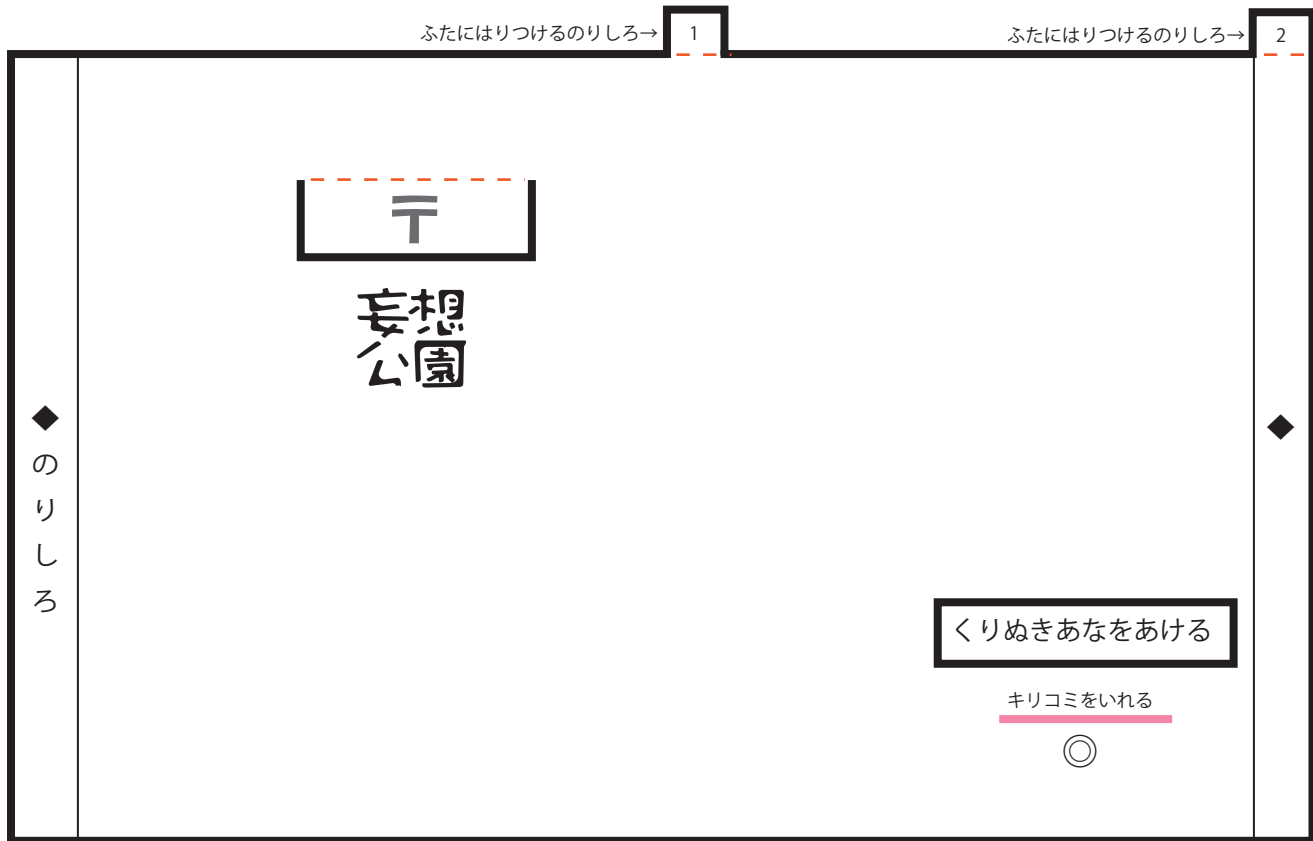 ふたにはりつけるのりしろ→ 1
ふたにはりつけるのりしろ→ 2
〒
妄想
公園
◆のりしろ
◆
くりぬきあなをあける
キリコミをいれる
◎